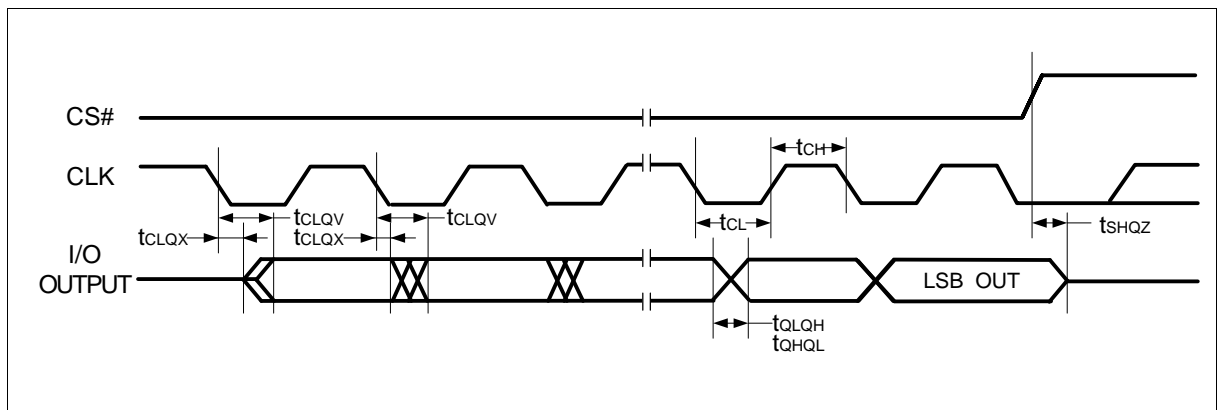 CS#
CLK
tCH
tCLQV
tCLQV
tCL
tSHQZ
tCLQX
tCLQX
I/O
OUTPUT
LSB OUT
tQLQH
tQHQL